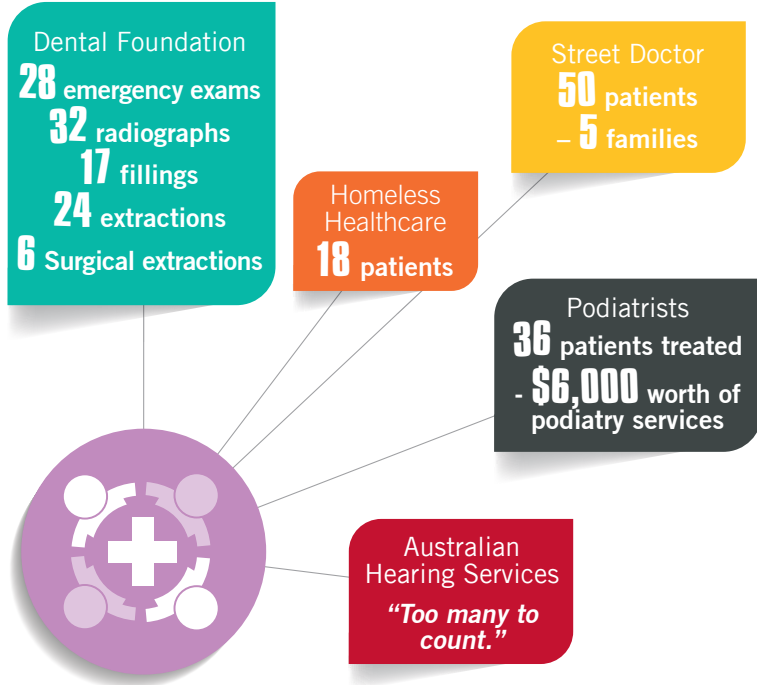 Dental Foundation
28 emergency exams
32 radiographs
17 fillings
24 extractions
6 Surgical extractions
Street Doctor
50 patients
– 5 families
Homeless
Healthcare
18 patients
Podiatrists
36 patients treated
- $6,000 worth of
podiatry services
Australian
Hearing Services
“Too many to
count.”